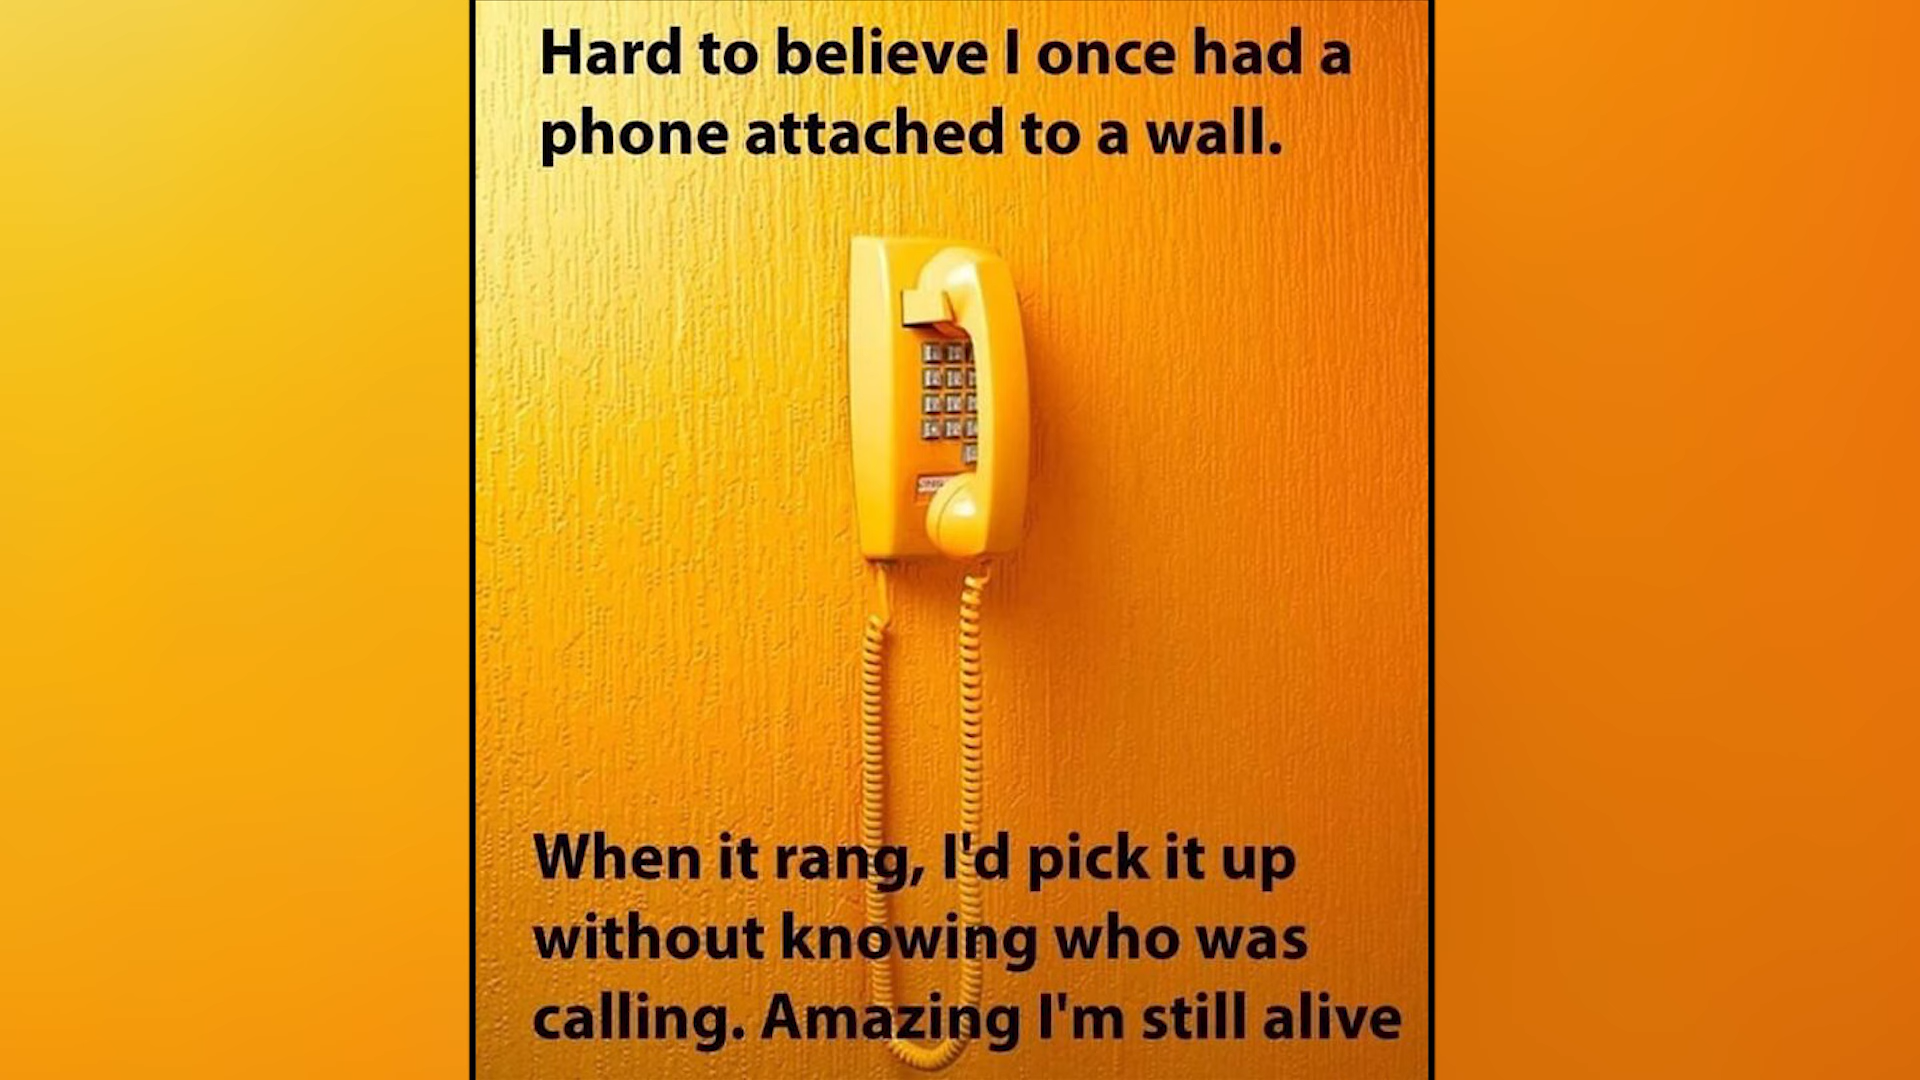 Hard to believe I once had a
phone attached to a wall.
When it rang, I'd pick it up
without knowing who was
calling. Amazing I'm still alive